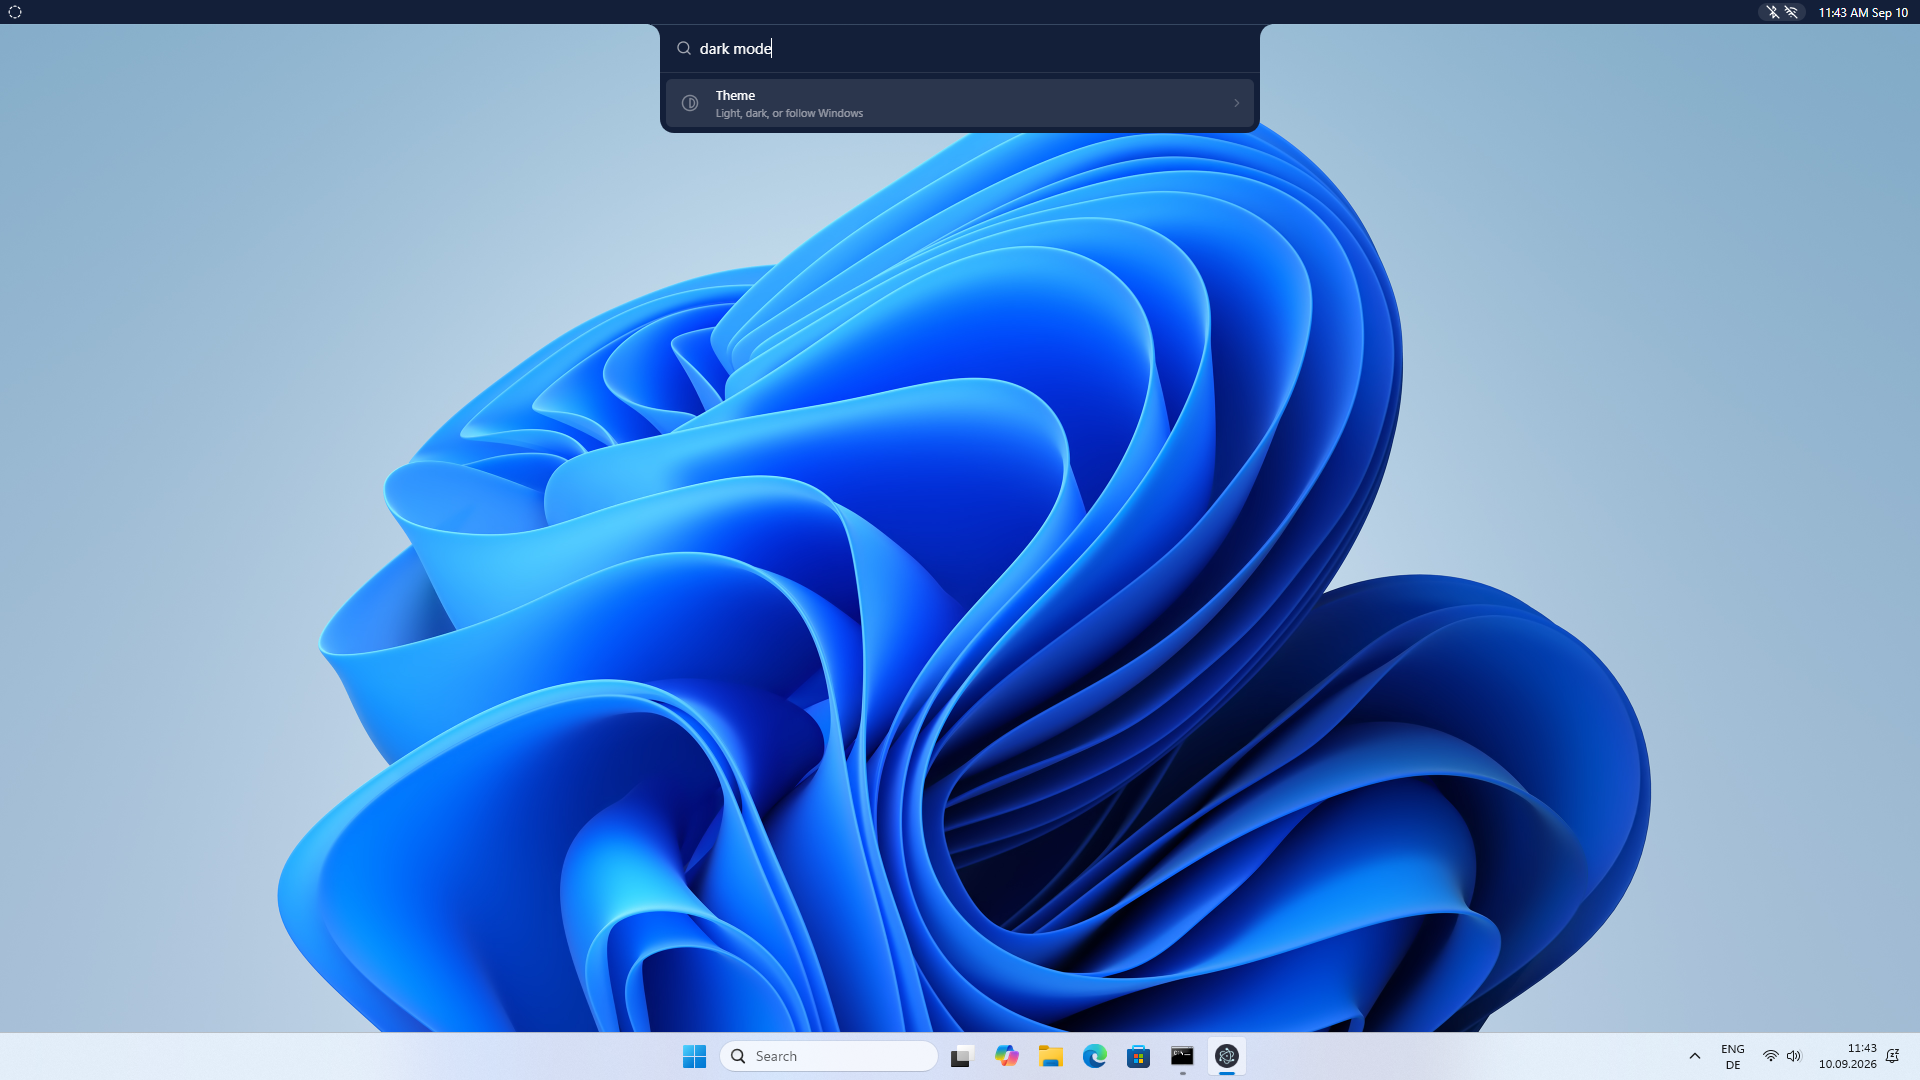 11:43 AM Sep 10
dark mode
Theme
Light, dark, or follow Windows
Search
ENG
DE
11:43
10.09.2026